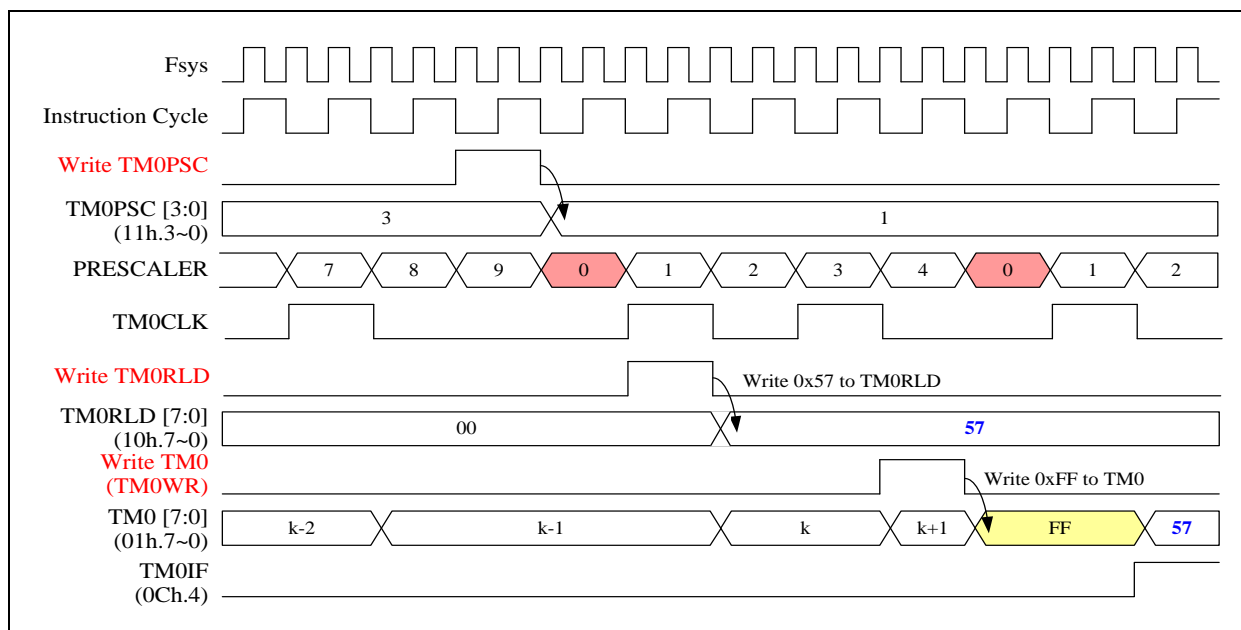 Fsys
Instruction Cycle
Write TM0PSC
TM0PSC [3:0]
(11h.3~0)
3
1
PRESCALER
7 8 9 0 1 2 3 4 0 1 2
TM0CLK
Write TM0RLD
Write 0x57 to TM0RLD
TM0RLD [7:0]
(10h.7~0)
00
57
Write TM0
(TM0WR)
Write 0xFF to TM0
TM0 [7:0]
(01h.7~0)
k-2 k-1 k k+1 FF 57
TM0IF
(0Ch.4)